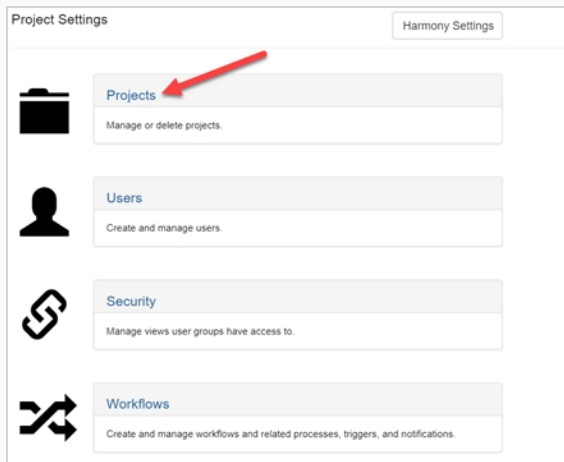 Project Settings
Harmony Settings
Projects
Manage or delete projects.
Users
Create and manage users.
Security
Manage views user groups have access to.
Workflows
Create and manage workflows and related processes, triggers, and notifications.